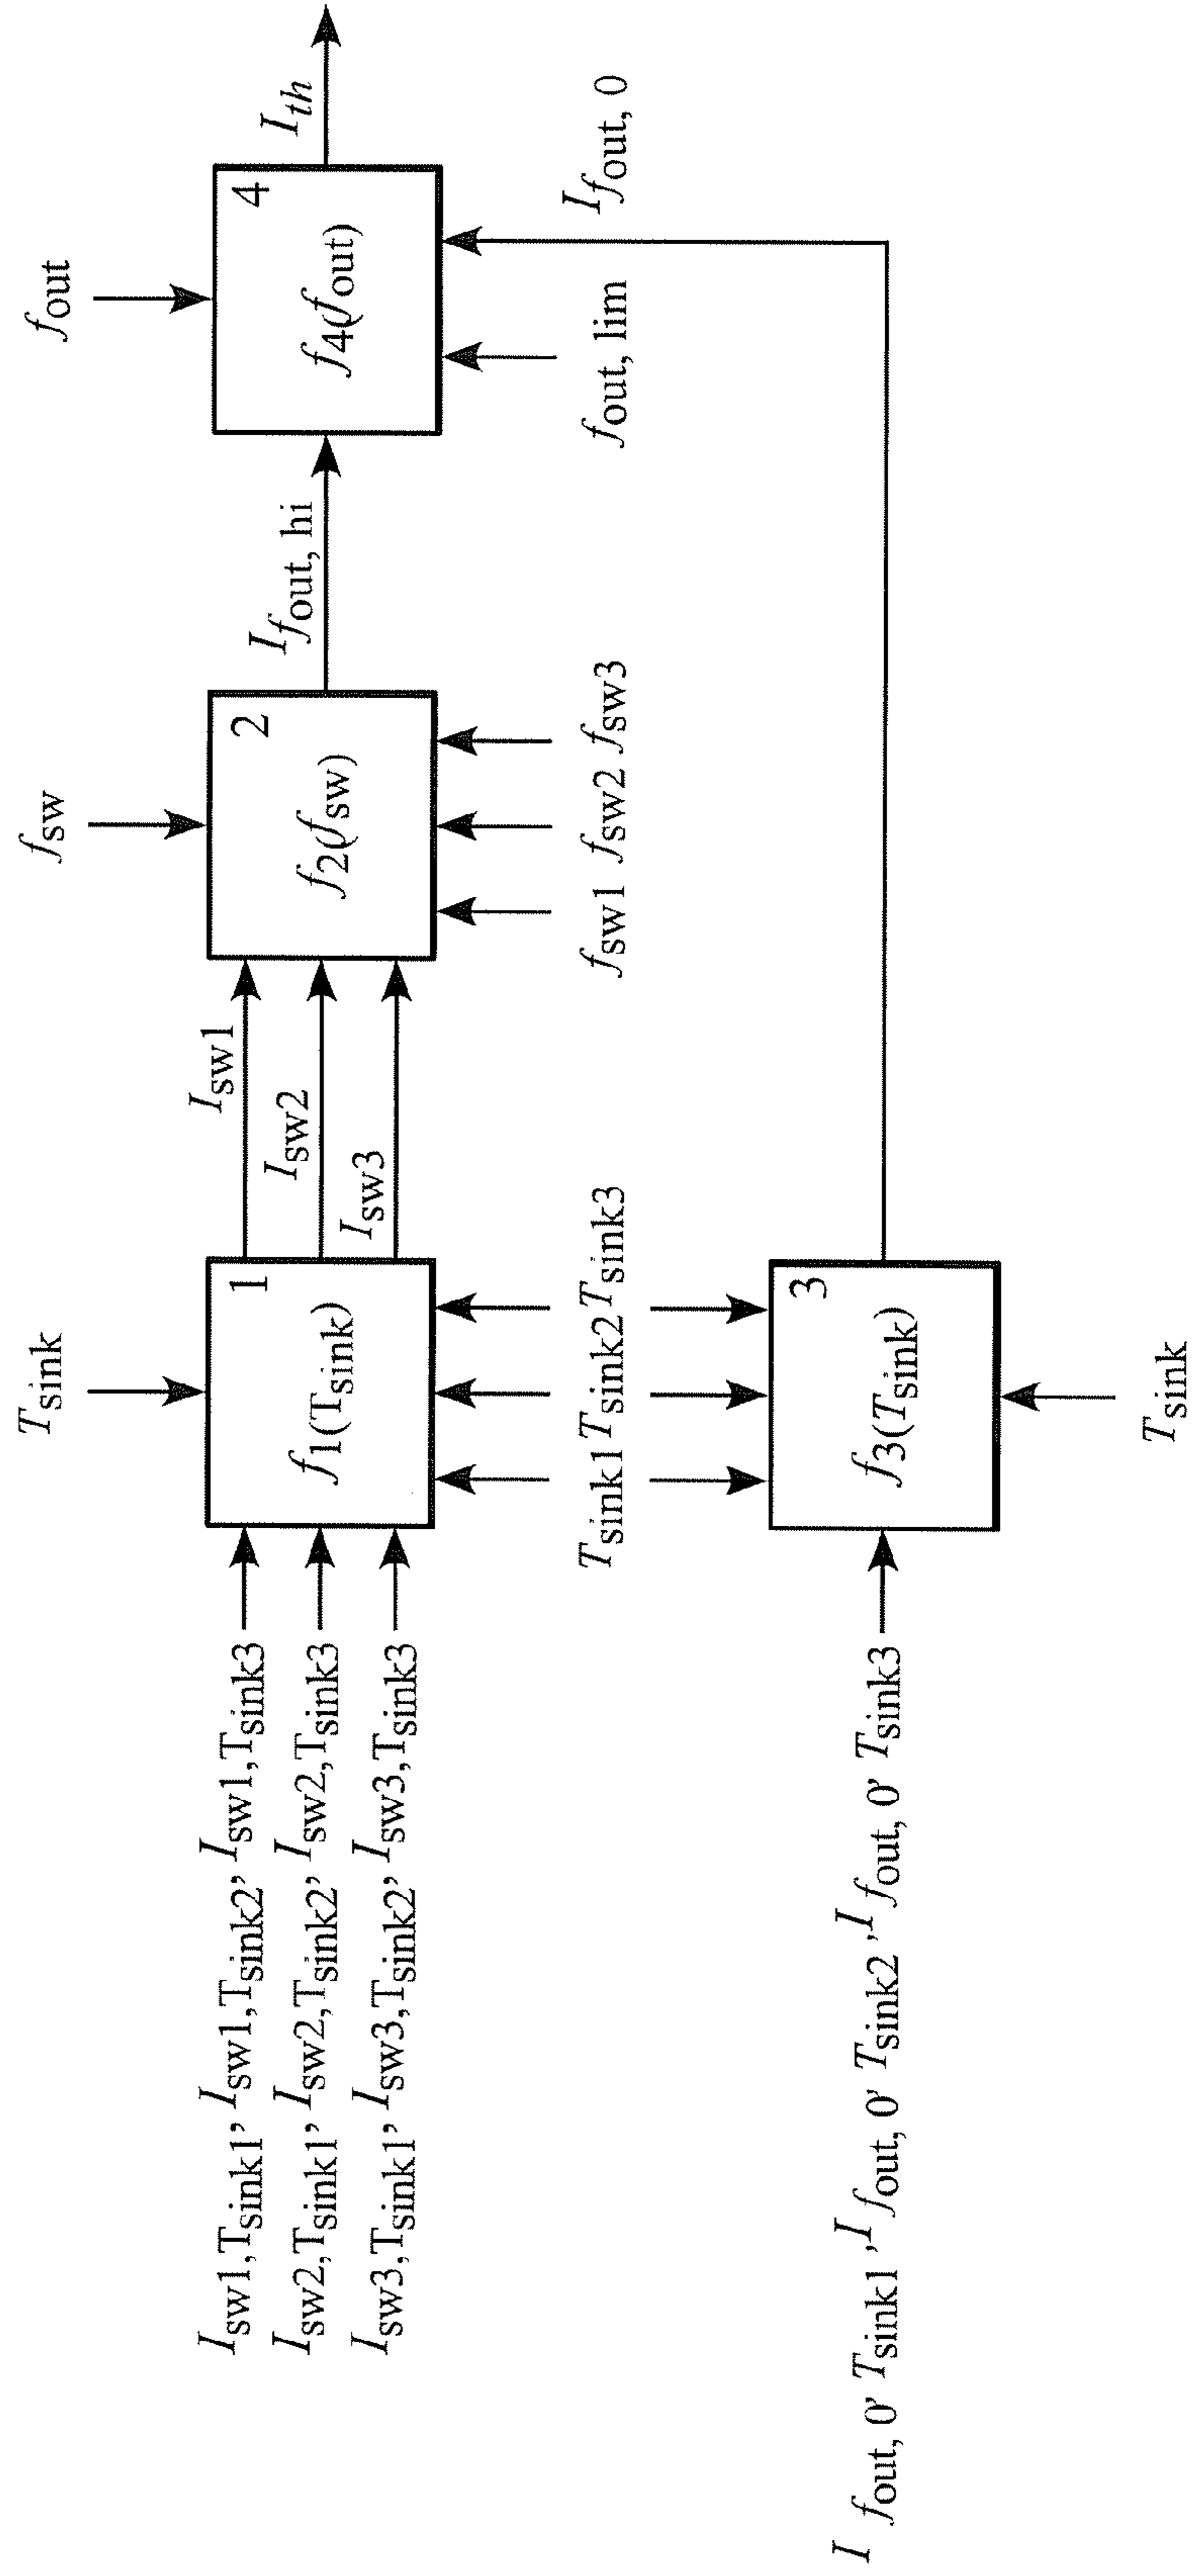 T_sink
f_sw
f_out
I_sw1,T_sink1, I_sw1,T_sink2, I_sw1,T_sink3
I_sw2,T_sink1, I_sw2,T_sink2, I_sw2,T_sink3
I_sw3,T_sink1, I_sw3,T_sink2, I_sw3,T_sink3
1
f_1(T_sink)
I_sw1
I_sw2
I_sw3
2
f_2(f_sw)
I_f_out, hi
4
f_4(f_out)
I_th
T_sink1 T_sink2 T_sink3
f_sw1 f_sw2 f_sw3
f_out, lim
I_f_out, 0
I_f_out, 0, T_sink1, I_f_out, 0, T_sink2, I_f_out, 0, T_sink3
3
f_3(T_sink)
T_sink